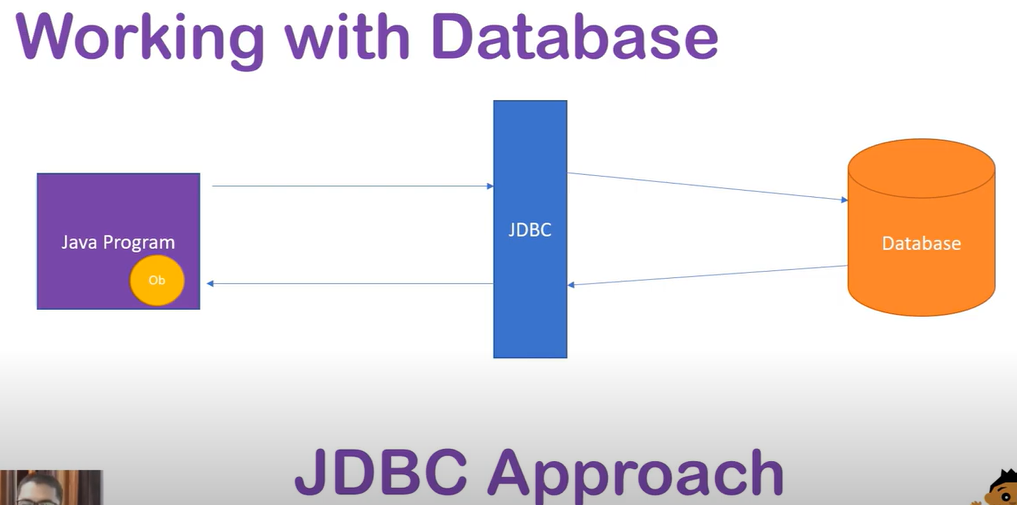 Working with Database
Java Program
Ob
JDBC
Database
JDBC Approach